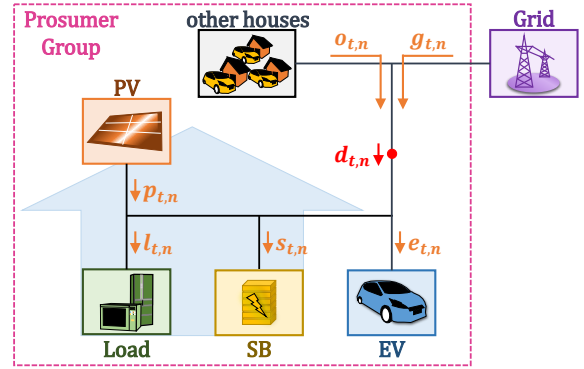 Prosumer
Group
other houses
Grid
o_{t,n}
g_{t,n}
PV
d_{t,n}
p_{t,n}
l_{t,n}
s_{t,n}
e_{t,n}
Load
SB
EV